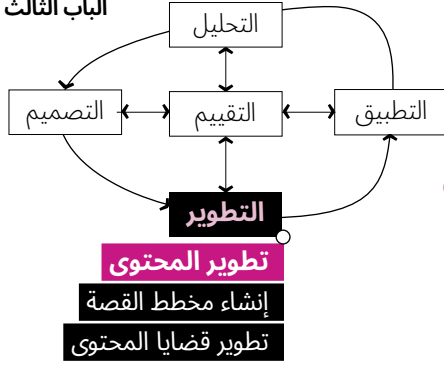 الباب الثالث
التحليل
التصميم
التقييم
التطبيق
التطوير
تطوير المحتوى
إنشاء مخطط القصة
تطوير قضايا المحتوى